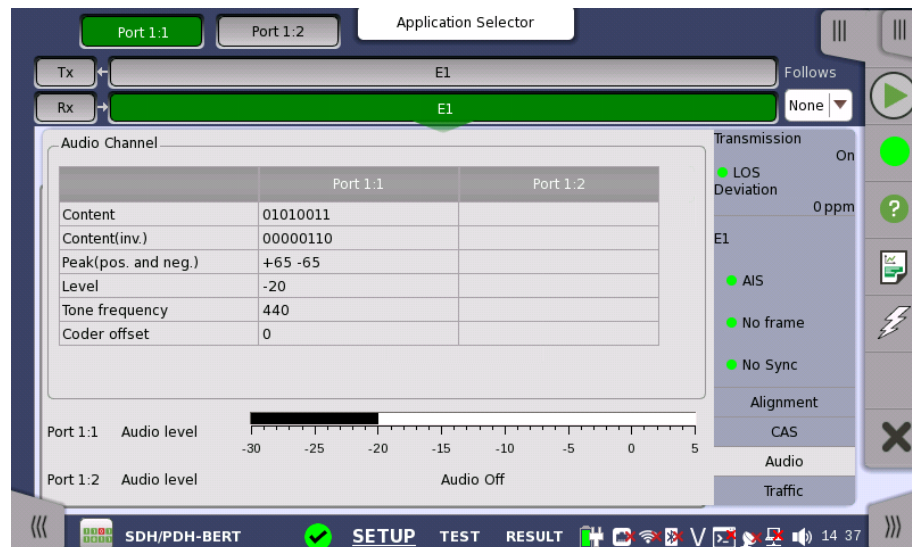 Application Selector
Port 1:1 Port 1:2
Tx E1 Follows
Rx E1 None
Audio Channel
Port 1:1 Port 1:2
Content 01010011
Content(inv.) 00000110
Peak(pos. and neg.) +65 -65
Level -20
Tone frequency 440
Coder offset 0
Port 1:1 Audio level
-30 -25 -20 -15 -10 -5 0 5
Port 1:2 Audio level Audio Off
Transmission
On
LOS
Deviation
0 ppm
E1
AIS
No frame
No Sync
Alignment
CAS
Audio
Traffic
SDH/PDH-BERT SETUP TEST RESULT V 14 37